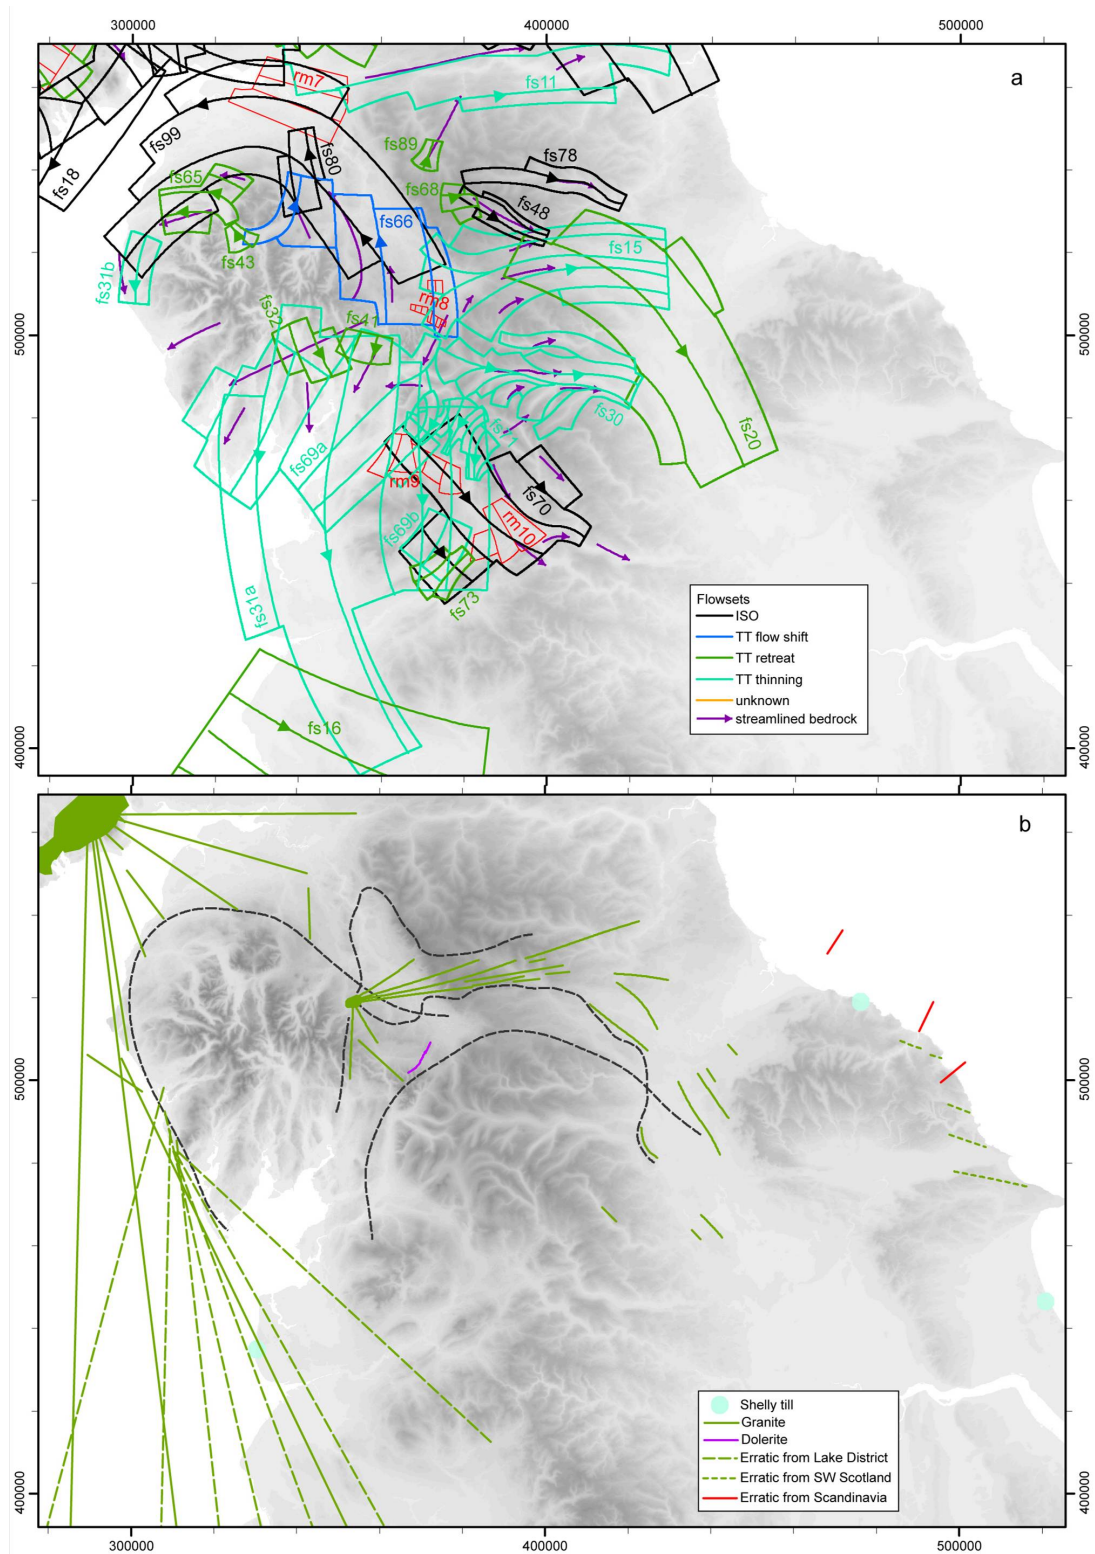 300000 400000 500000
a
rm7
fs11
fs99
fs89
fs80
fs78
fs18
fs65
fs68
fs48
fs66
fs15
fs43
fs31b
rm8
500000 500000
fs32
fs41
fs30
fs71
fs20
fs69a
rm9
fs70
rm10
fs69b
fs73
fs31a
Flowsets
ISO
TT flow shift
TT retreat
TT thinning
unknown
streamlined bedrock
fs16
400000 400000
b
500000 500000
Shelly till
Granite
Dolerite
Erratic from Lake District
Erratic from SW Scotland
Erratic from Scandinavia
400000 400000
300000 400000 500000